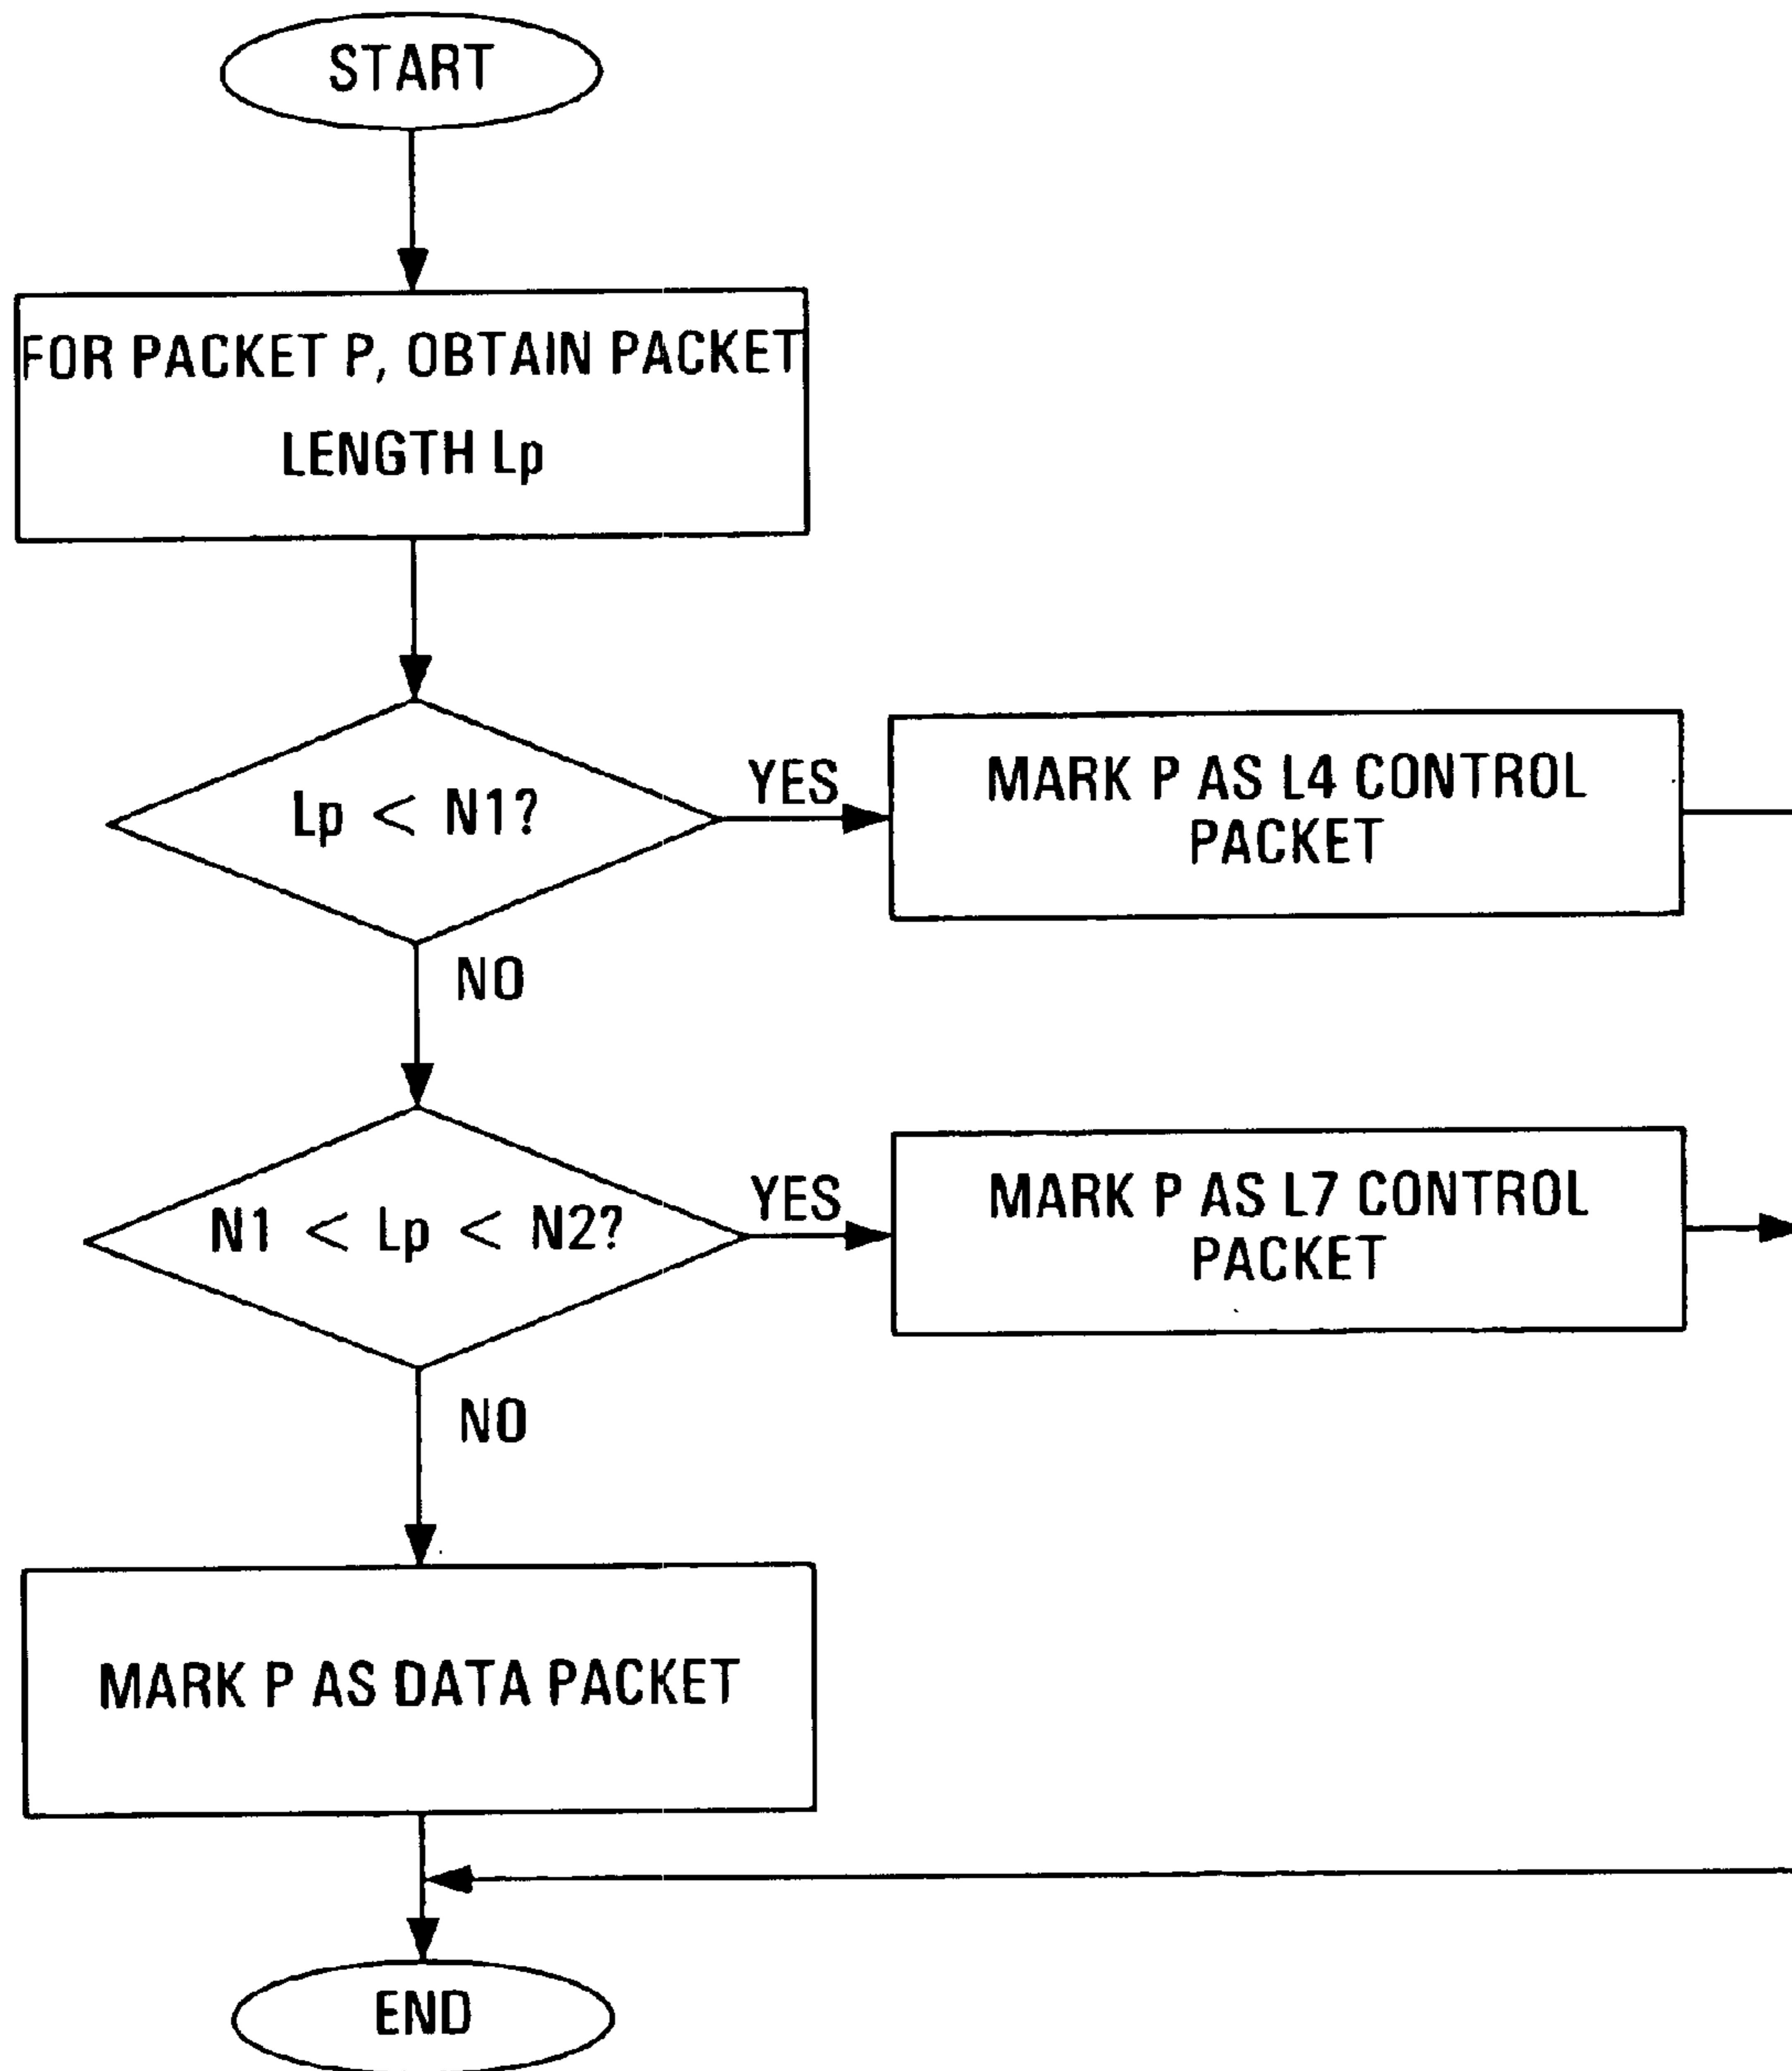 START
FOR PACKET P, OBTAIN PACKET
LENGTH Lp
Lp < N1?
YES
MARK P AS L4 CONTROL
PACKET
NO
N1 < Lp < N2?
YES
MARK P AS L7 CONTROL
PACKET
NO
MARK P AS DATA PACKET
END